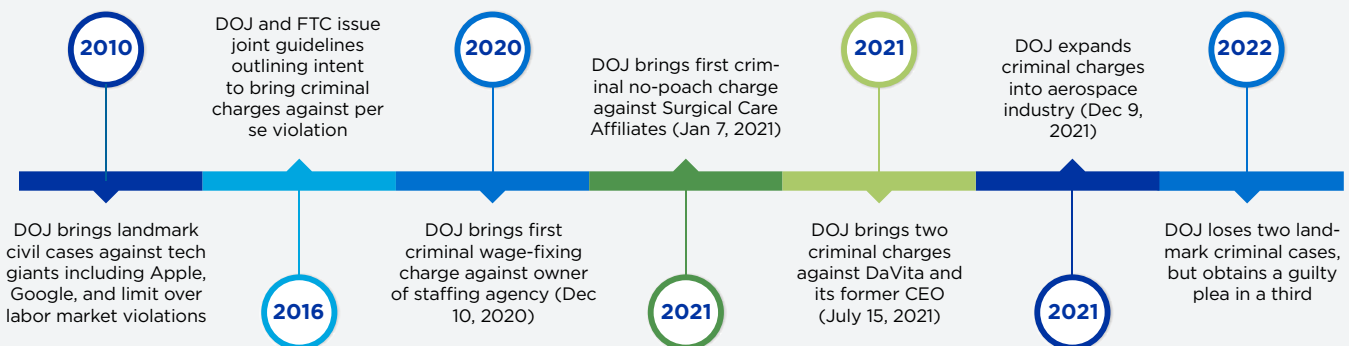 2010
DOJ brings landmark
civil cases against tech
giants including Apple,
Google, and limit over
labor market violations
DOJ and FTC issue
joint guidelines
outlining intent
to bring criminal
charges against per
se violation
2016
2020
DOJ brings first
criminal wage-fixing
charge against owner
of staffing agency (Dec
10, 2020)
DOJ brings first crim-
inal no-poach charge
against Surgical Care
Affiliates (Jan 7, 2021)
2021
2021
DOJ brings two
criminal charges
against DaVita and
its former CEO
(July 15, 2021)
DOJ expands
criminal charges
into aerospace
industry (Dec 9,
2021)
2021
2022
DOJ loses two land-
mark criminal cases,
but obtains a guilty
plea in a third